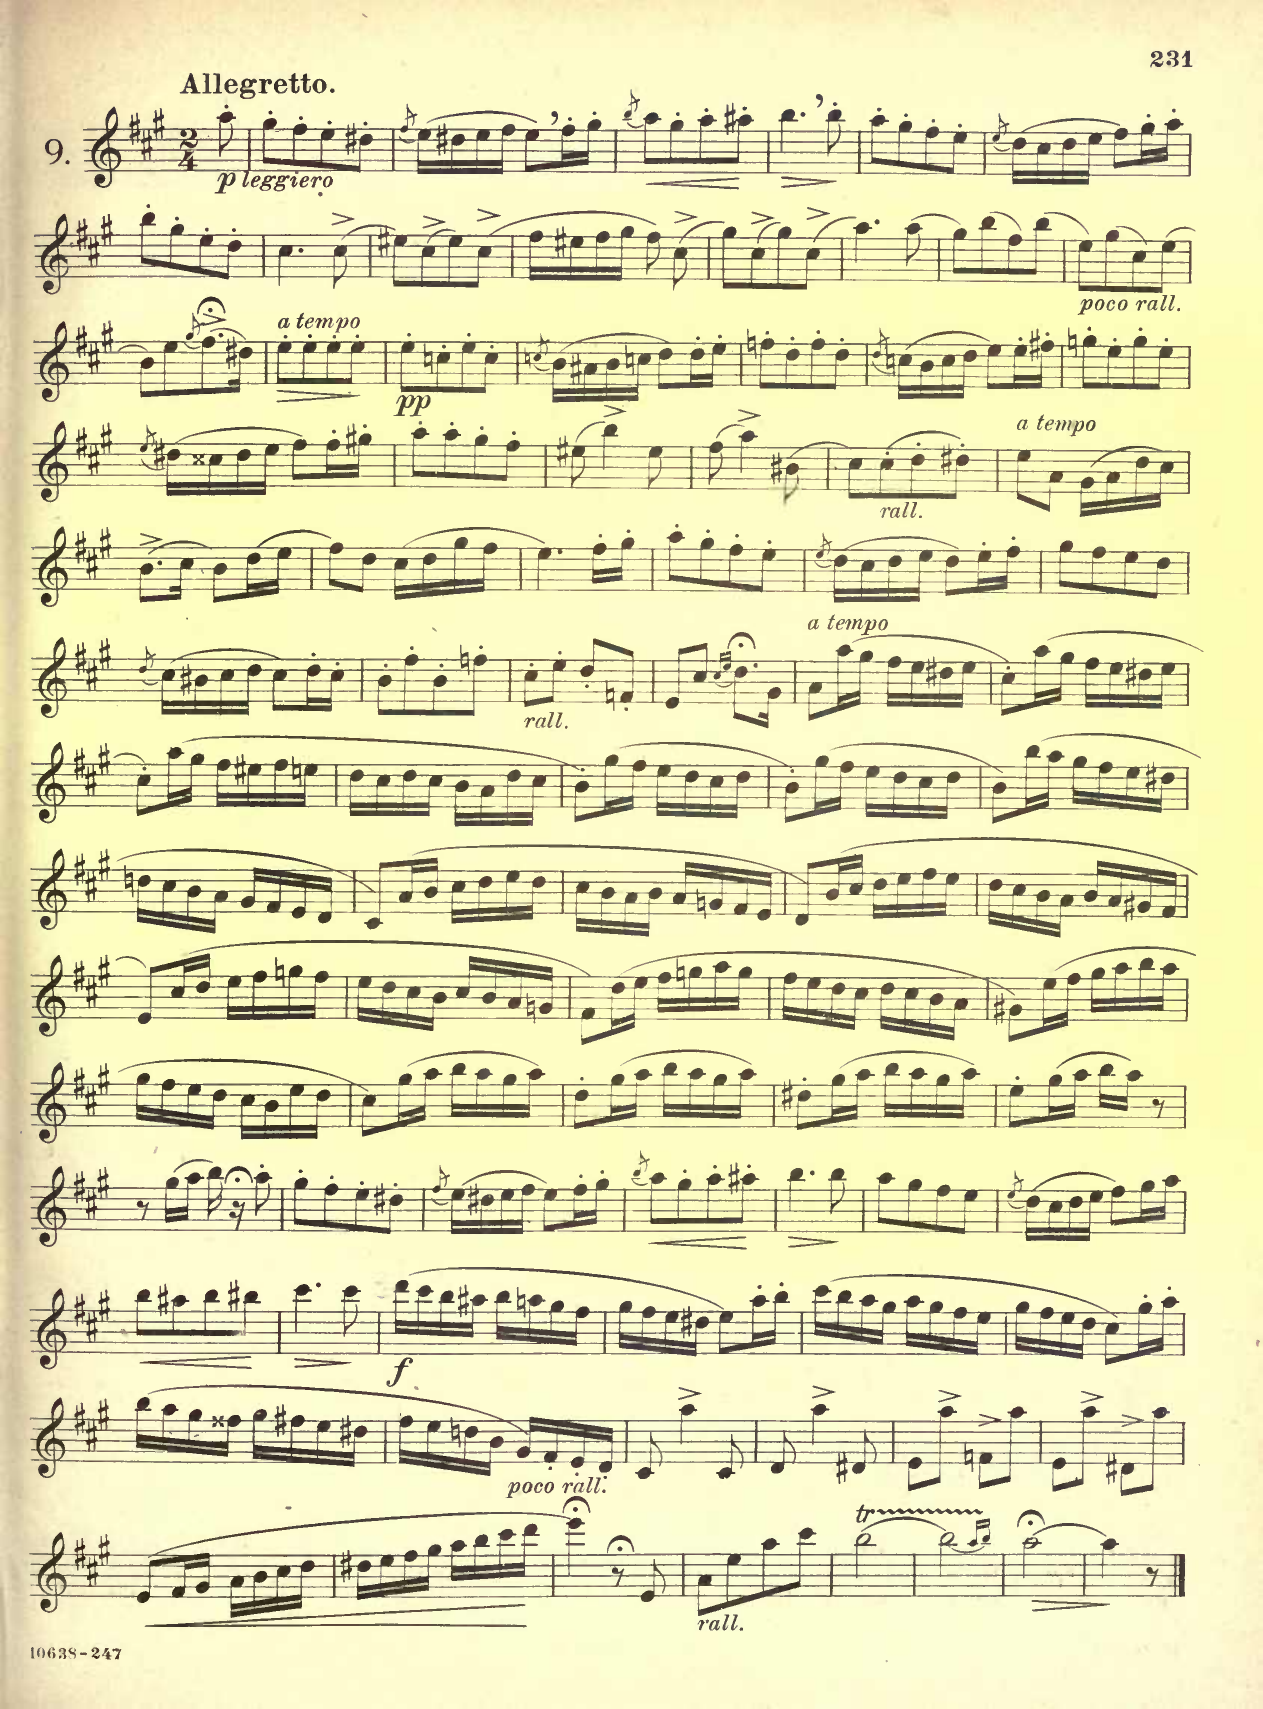 231
Allegretto.
9.
2
4
p leggiero
poco rall.
a tempo
pp
a tempo
rall.
a tempo
rall.
f
poco rall.
tr
rall.
10638-247